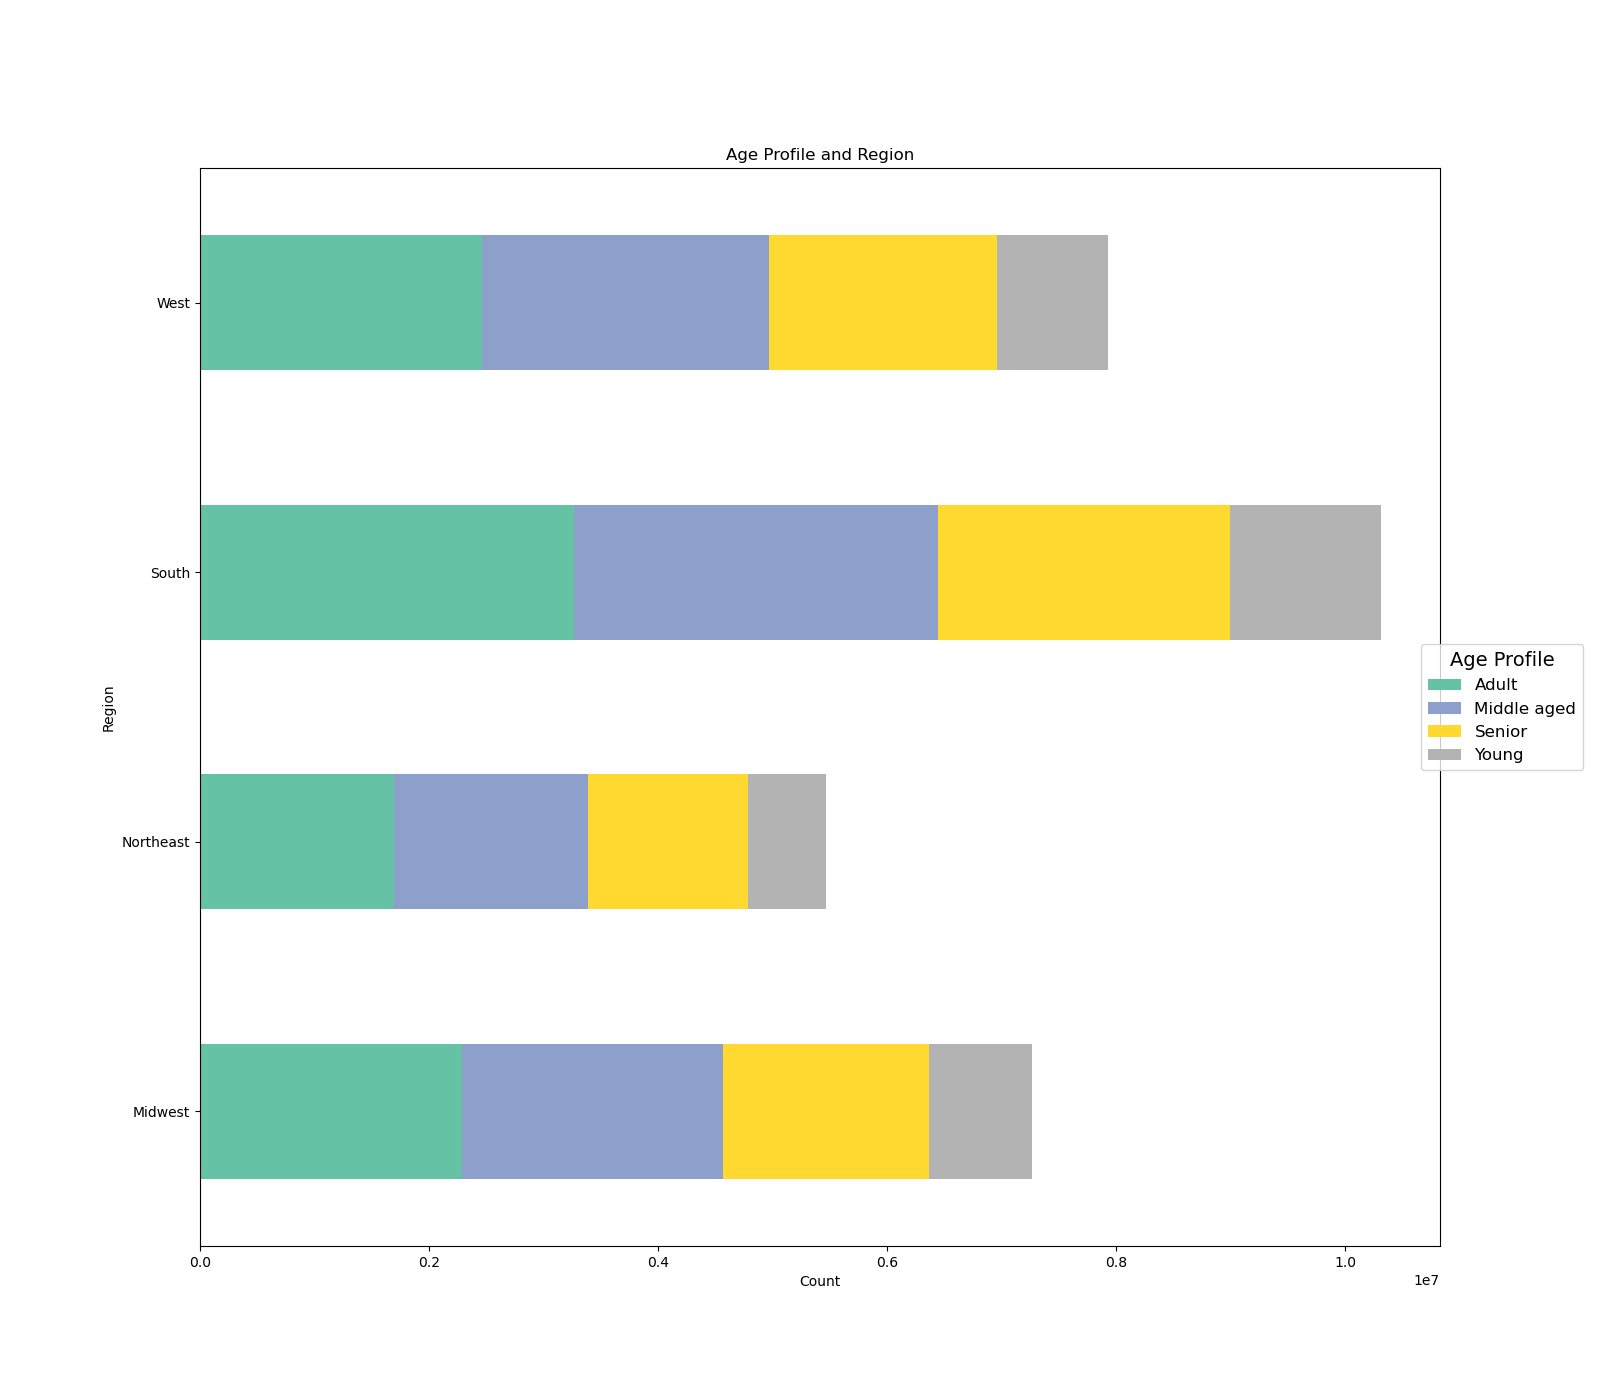 Age Profile and Region
West
South
Northeast
Midwest
Region
0.0 0.2 0.4 0.6 0.8 1.0
Count
1e7
Age Profile
Adult
Middle aged
Senior
Young